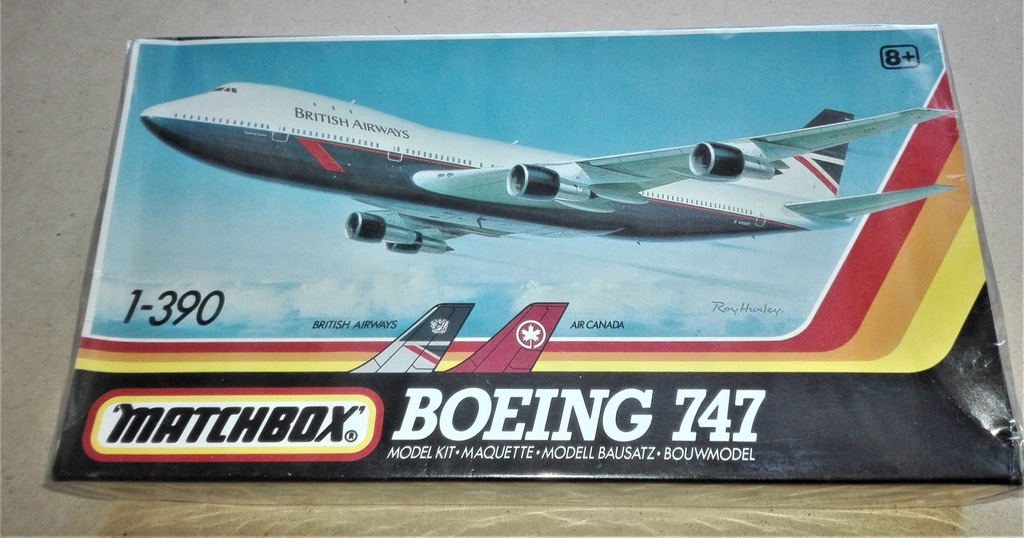 8+
BRITISH AIRWAYS
1-390
BRITISH AIRWAYS
AIR CANADA
Roy Huxley.
'MATCHBOX'®
BOEING 747
MODEL KIT•MAQUETTE•MODELL BAUSATZ•BOUWMODEL